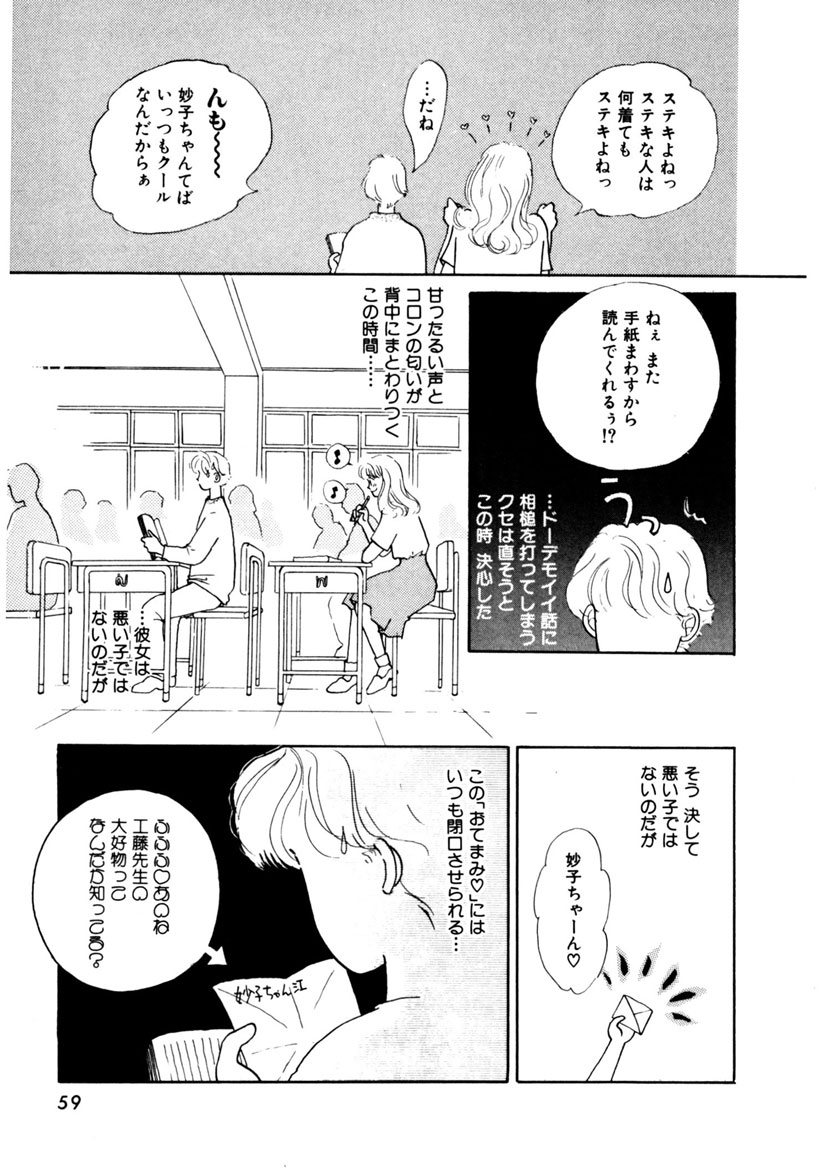 ステキよねっ
ステキな人は
何着ても
ステキよねっ
…だね
んも〜〜〜
妙子ちゃんてば
いっつもクール
なんだからぁ
ねぇ また
手紙まわすから
読んでくれるぅ!?
…ドーデモイイ話に
相槌を打ってしまう
クセは直そうと
この時 決心した
甘ったるい声と
コロンの匂いが
背中にまとわりつく
この時間……
…彼女は
悪い子では
ないのだが
そう 決して
悪い子では
ないのだが
妙子ちゃーん♡
この「おてまみ♡」には
いつも閉口させられる…
妙子ちゃん江
ふふふ♡あのね
工藤先生の
大好物って
なんだか知ってる?
59